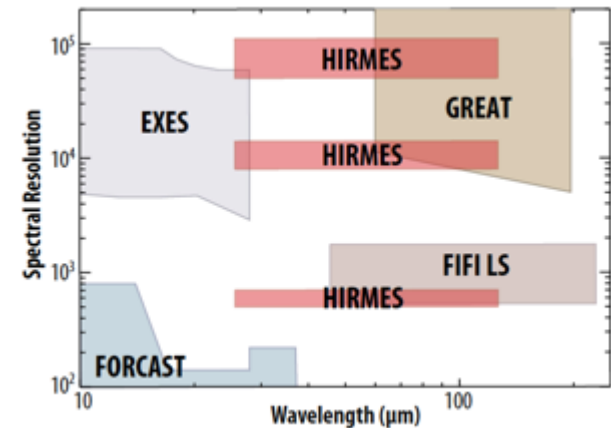 10⁵
HIRMES
GREAT
EXES
10⁴
HIRMES
Spectral Resolution
FIFI LS
10³
HIRMES
FORCAST
10²
10
100
Wavelength (μm)